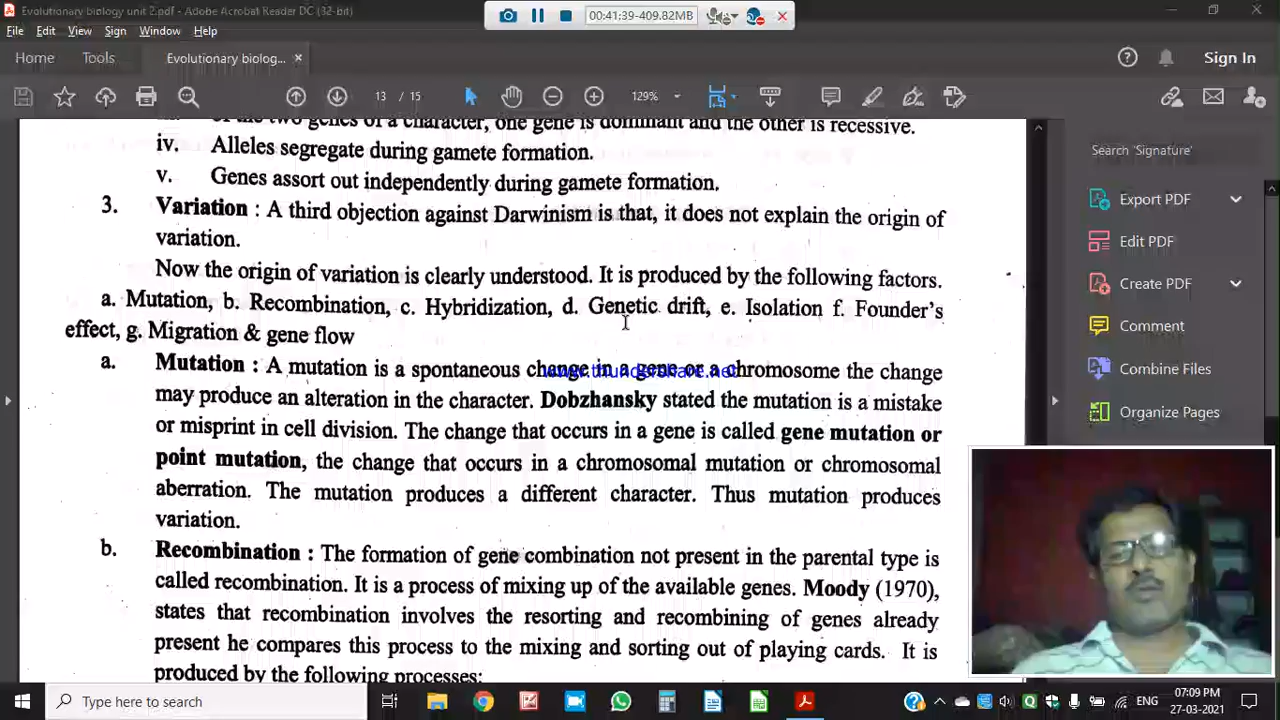 Evolutionary biology unit 2.pdf - Adobe Acrobat Reader DC (32-bit)
00:41:39-409.82MB
File Edit View Sign Window Help
Home Tools Evolutionary biolog... × Sign In
13 / 15 129%
of the two genes of a character, one gene is dominant and the other is recessive.
iv. Alleles segregate during gamete formation.
v. Genes assort out independently during gamete formation.
3. Variation : A third objection against Darwinism is that, it does not explain the origin of
variation.
Now the origin of variation is clearly understood. It is produced by the following factors.
a. Mutation, b. Recombination, c. Hybridization, d. Genetic drift, e. Isolation f. Founder's
effect, g. Migration & gene flow
a. Mutation : A mutation is a spontaneous change in a gene or a chromosome the change
www.thundershare.net
may produce an alteration in the character. Dobzhansky stated the mutation is a mistake
or misprint in cell division. The change that occurs in a gene is called gene mutation or
point mutation, the change that occurs in a chromosomal mutation or chromosomal
aberration. The mutation produces a different character. Thus mutation produces
variation.
b. Recombination : The formation of gene combination not present in the parental type is
called recombination. It is a process of mixing up of the available genes. Moody (1970),
states that recombination involves the resorting and recombining of genes already
present he compares this process to the mixing and sorting out of playing cards. It is
produced by the following processes:
Search 'Signature'
Export PDF
Edit PDF
Create PDF
Comment
Combine Files
Organize Pages
Type here to search
ENG
07:09 PM
27-03-2021